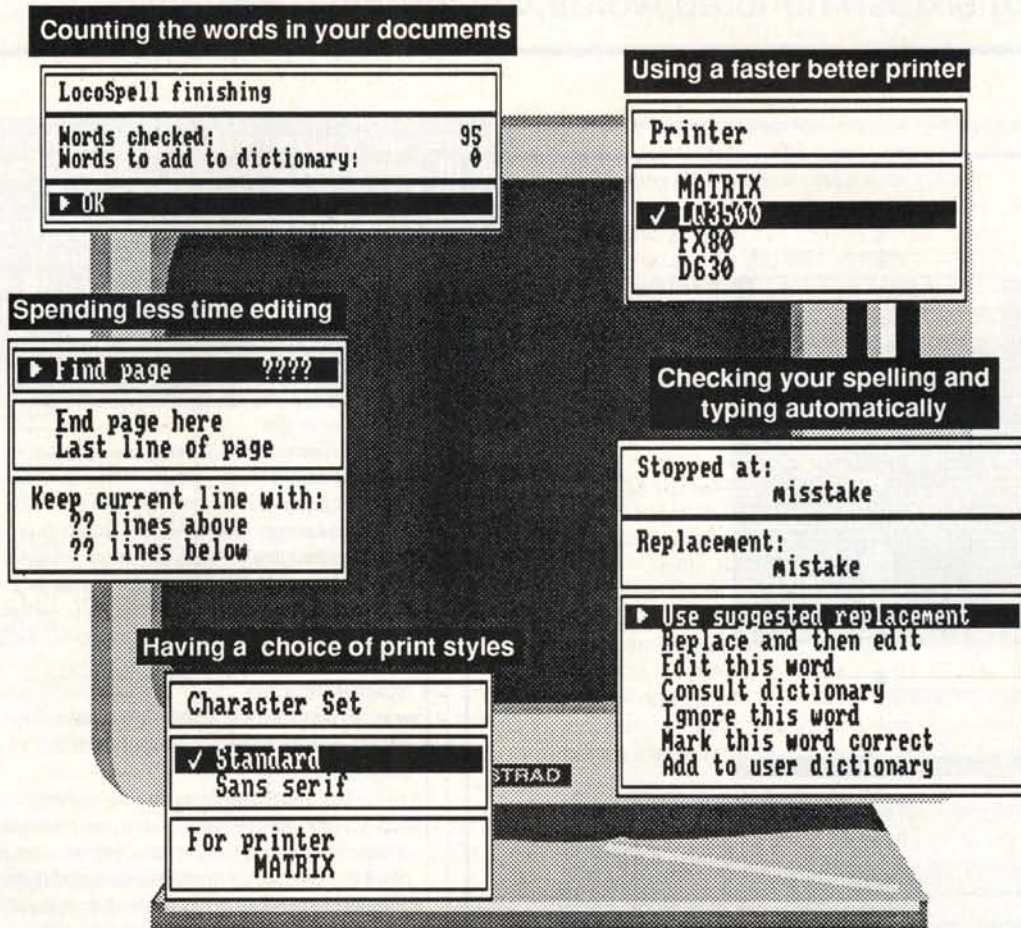 Counting the words in your documents
LocoSpell finishing
Words checked: 95
Words to add to dictionary: 0
▶ OK
Using a faster better printer
Printer
MATRIX
✓ LQ3500
FX80
D630
Spending less time editing
▶ Find page ????
End page here
Last line of page
Keep current line with:
?? lines above
?? lines below
Checking your spelling and
typing automatically
Stopped at:
misstake
Replacement:
mistake
▶ Use suggested replacement
Replace and then edit
Edit this word
Consult dictionary
Ignore this word
Mark this word correct
Add to user dictionary
Having a choice of print styles
Character Set
✓ Standard
Sans serif
For printer
MATRIX
STRAD